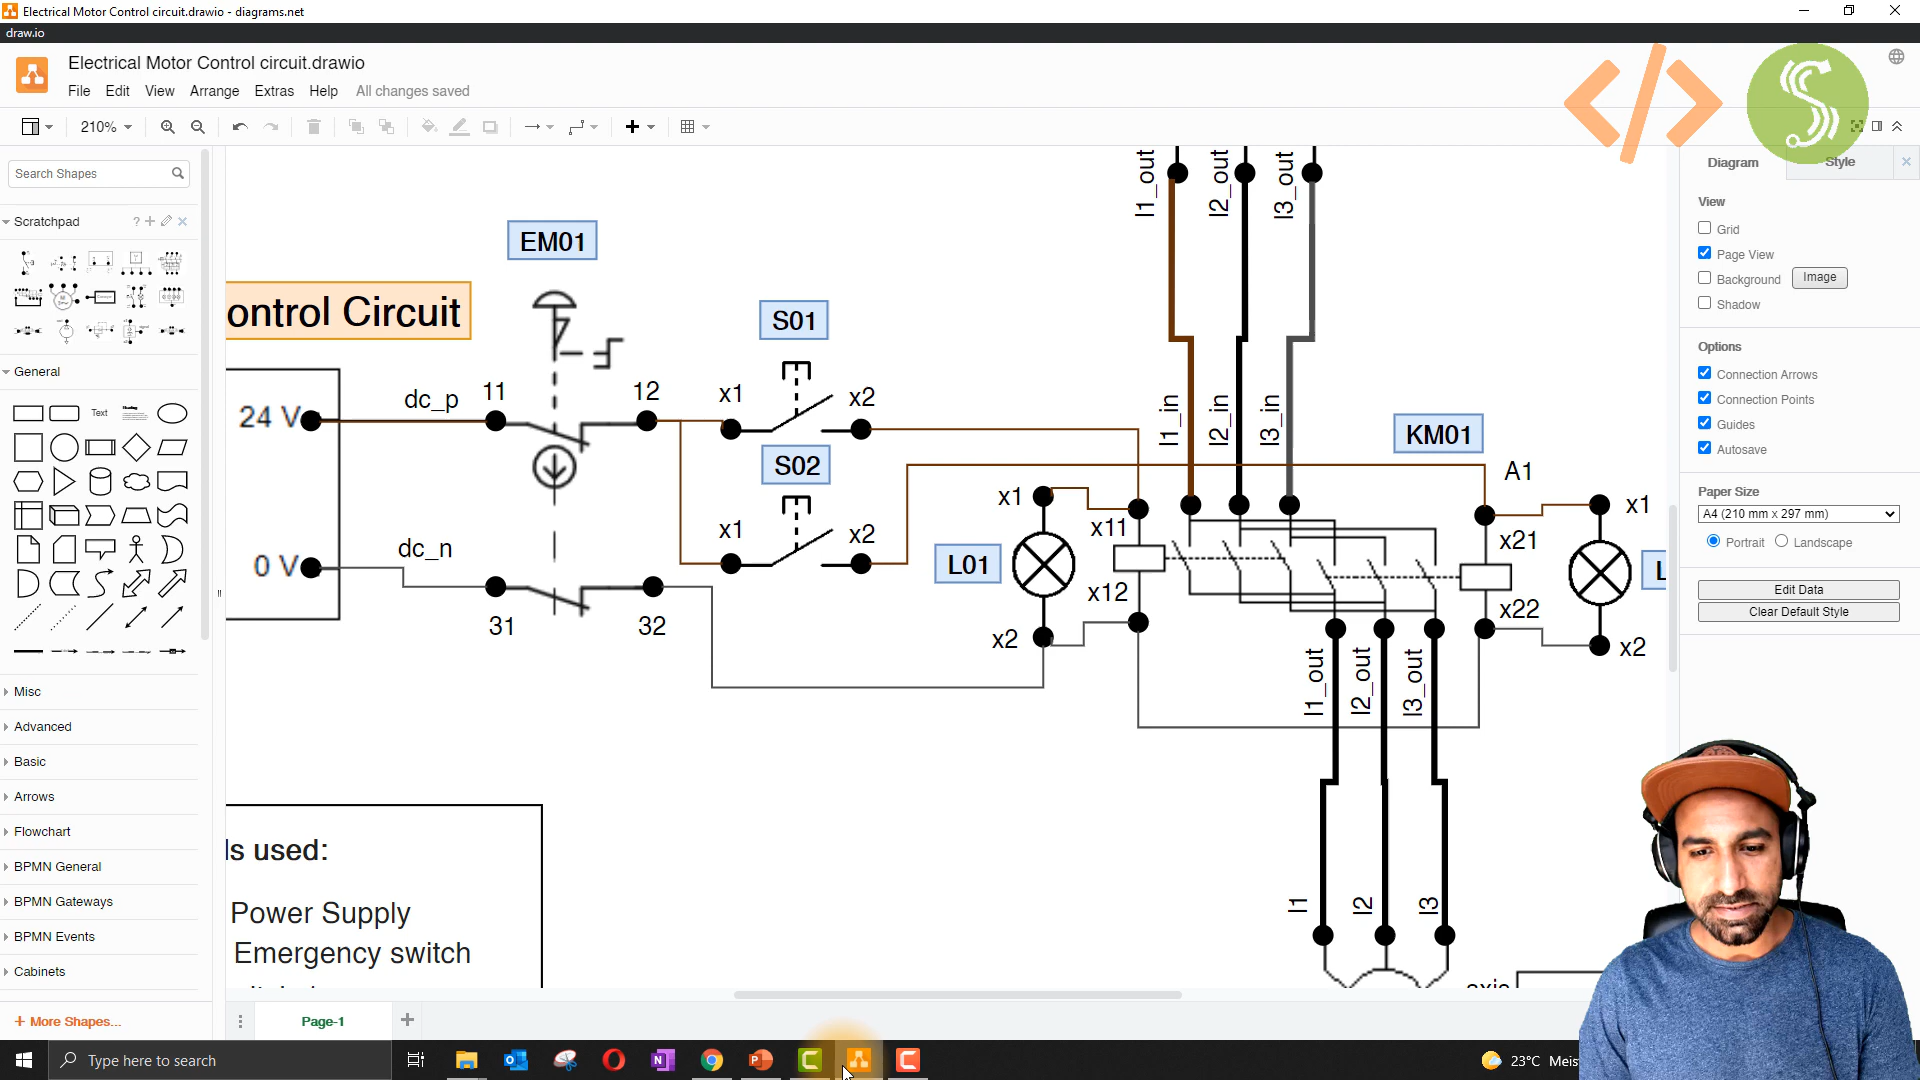 Electrical Motor Control circuit.drawio - diagrams.net
draw.io
Electrical Motor Control circuit.drawio
File Edit View Arrange Extras Help All changes saved
210%
Search Shapes
Scratchpad
?
General
Text
Heading
Misc
Advanced
Basic
Arrows
Flowchart
BPMN General
BPMN Gateways
BPMN Events
Cabinets
+ More Shapes...
EM01
ontrol Circuit
24 V
dc_p
11
12
0 V
dc_n
31
32
S01
x1
x2
S02
x1
x2
l1_out
l2_out
l3_out
l1_in
l2_in
l3_in
KM01
A1
x1
x11
L01
x12
x2
x21
x22
x1
x2
L
l1_out
l2_out
l3_out
l1
l2
l3
axis
ls used:
Power Supply
Emergency switch
Page-1
Diagram
Style
View
Grid
Page View
Background
Image
Shadow
Options
Connection Arrows
Connection Points
Guides
Autosave
Paper Size
A4 (210 mm x 297 mm)
Portrait
Landscape
Edit Data
Clear Default Style
Type here to search
23°C Meis